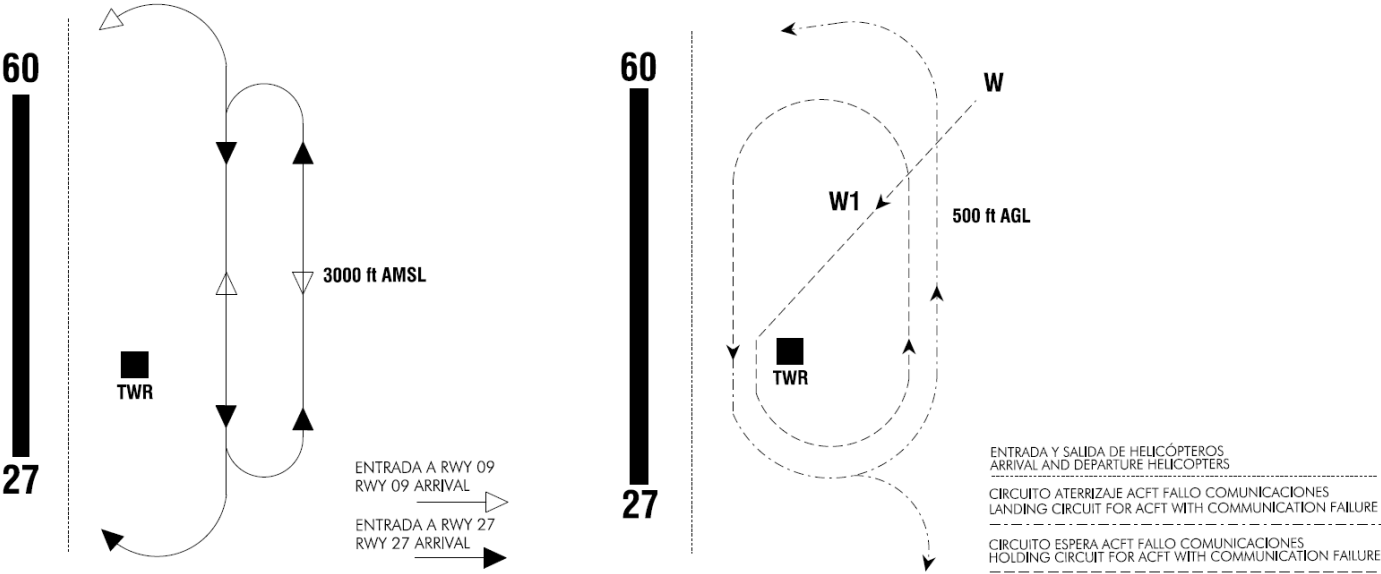 60
3000 ft AMSL
TWR
27
ENTRADA A RWY 09
RWY 09 ARRIVAL
ENTRADA A RWY 27
RWY 27 ARRIVAL
60
W
W1
500 ft AGL
TWR
27
ENTRADA Y SALIDA DE HELICÓPTEROS
ARRIVAL AND DEPARTURE HELICOPTERS
CIRCUITO ATERRIZAJE ACFT FALLO COMUNICACIONES
LANDING CIRCUIT FOR ACFT WITH COMMUNICATION FAILURE
CIRCUITO ESPERA ACFT FALLO COMUNICACIONES
HOLDING CIRCUIT FOR ACFT WITH COMMUNICATION FAILURE